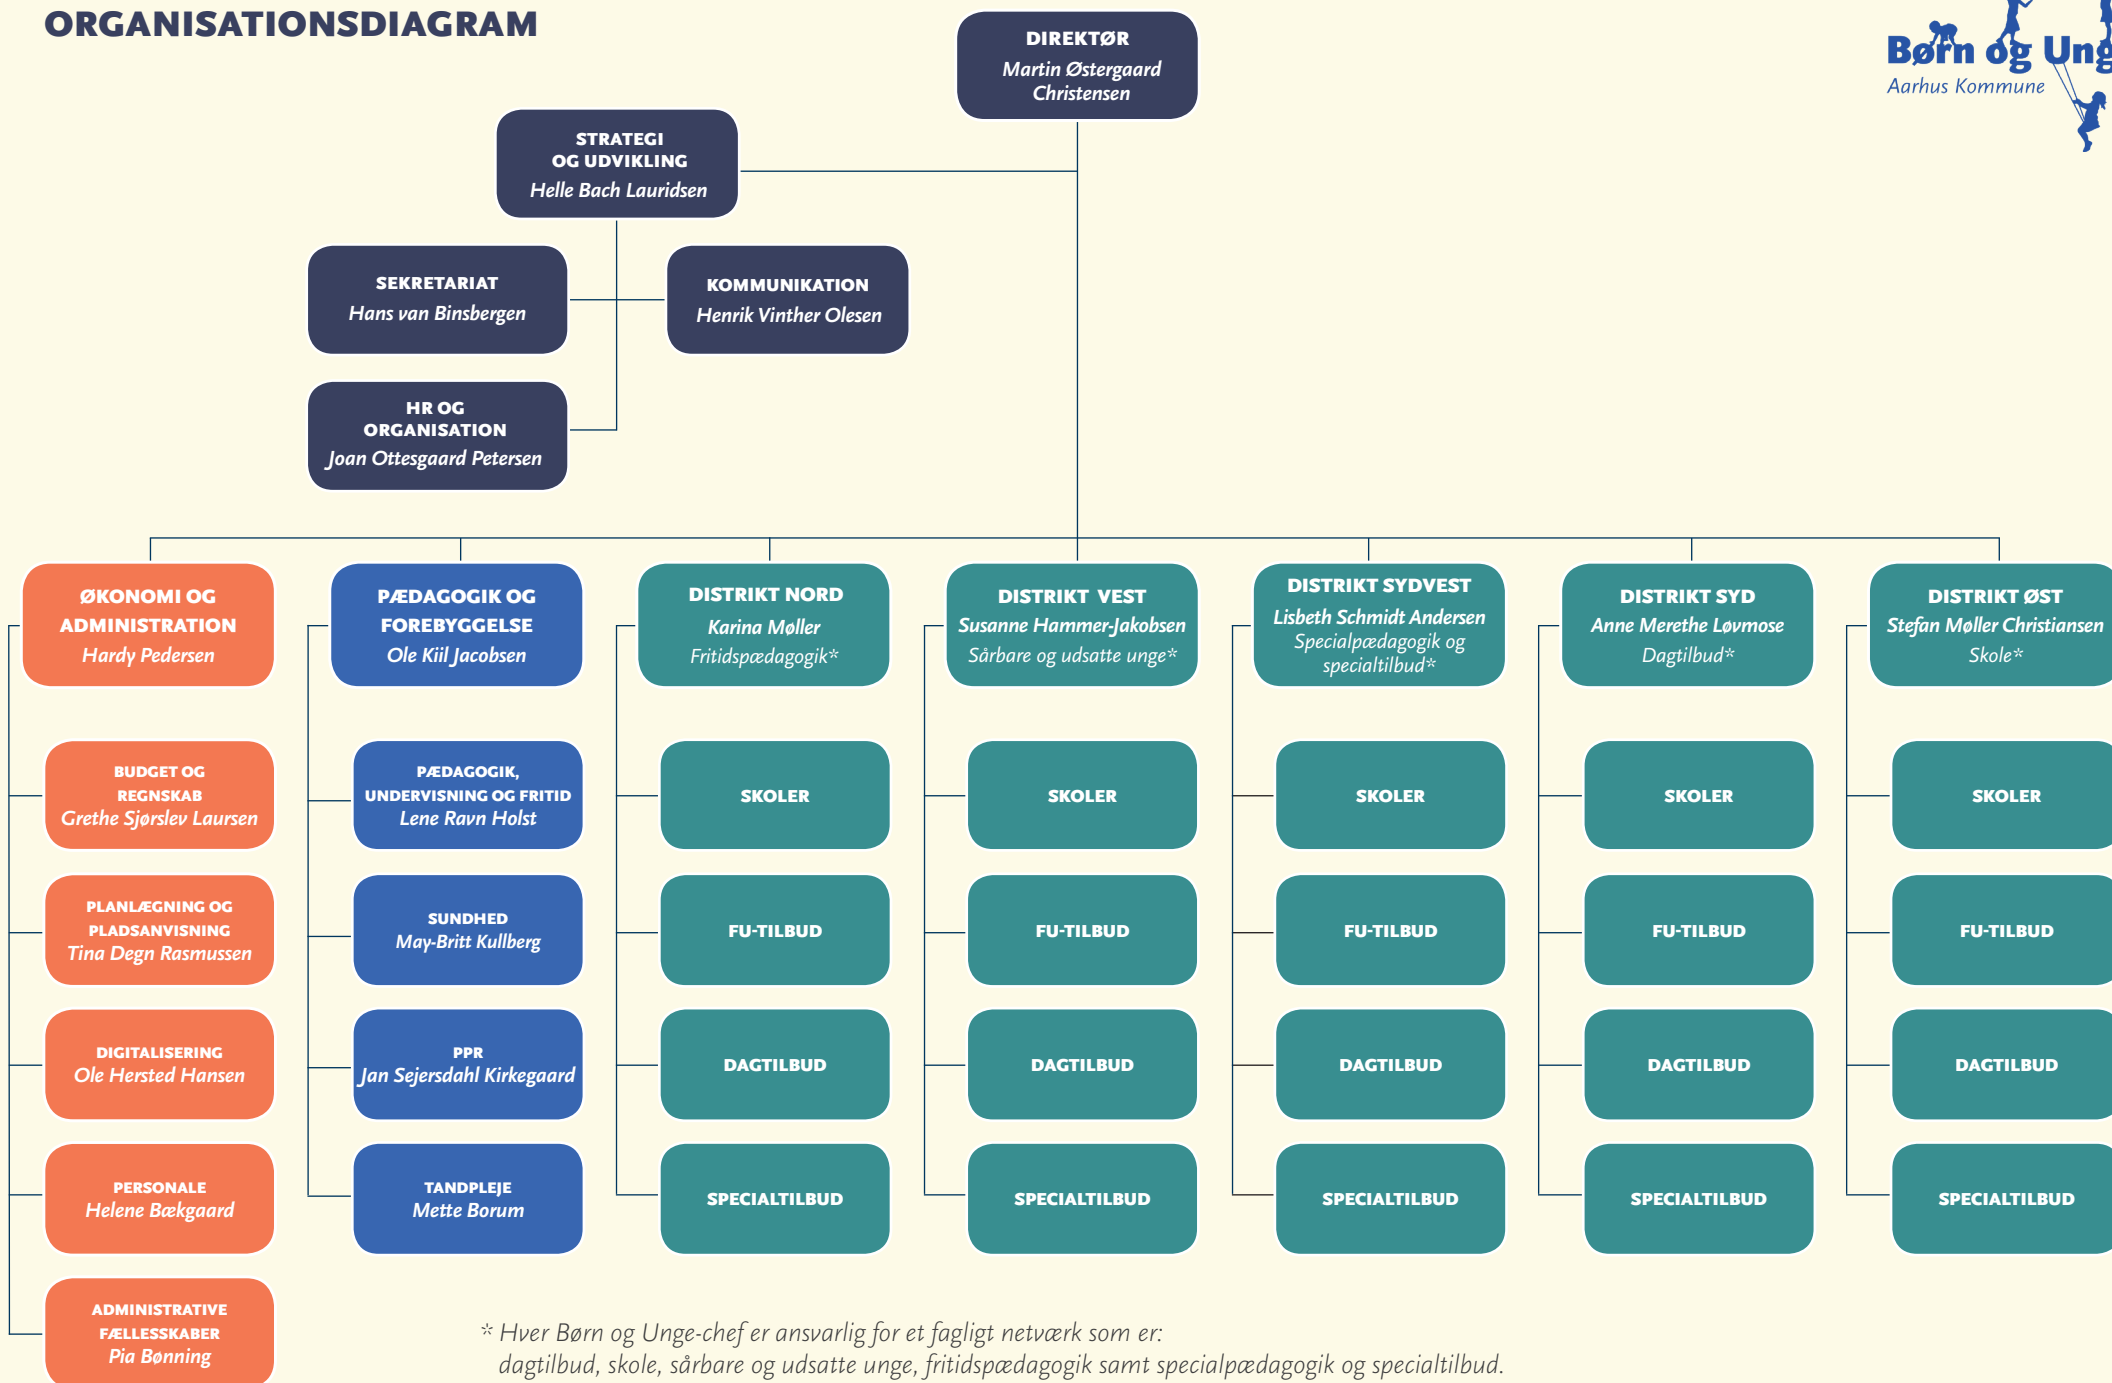 ORGANISATIONSDIAGRAM
DIREKTØR
Martin Østergaard
Christensen
Børn og Ung
Aarhus Kommune
STRATEGI
OG UDVIKLING
Helle Bach Lauridsen
SEKRETARIAT
Hans van Binsbergen
KOMMUNIKATION
Henrik Vinther Olesen
HR OG
ORGANISATION
Joan Ottesgaard Petersen
ØKONOMI OG
ADMINISTRATION
Hardy Pedersen
BUDGET OG
REGNSKAB
Grethe Sjørslev Laursen
PLANLÆGNING OG
PLADSANVISNING
Tina Degn Rasmussen
DIGITALISERING
Ole Hersted Hansen
PERSONALE
Helene Bækgaard
ADMINISTRATIVE
FÆLLESSKABER
Pia Bønning
PÆDAGOGIK OG
FOREBYGGELSE
Ole Kiil Jacobsen
PÆDAGOGIK,
UNDERVISNING OG FRITID
Lene Ravn Holst
SUNDHED
May-Britt Kullberg
PPR
Jan Sejersdahl Kirkegaard
TANDPLEJE
Mette Borum
DISTRIKT NORD
Karina Møller
Fritidspædagogik*
SKOLER
FU-TILBUD
DAGTILBUD
SPECIALTILBUD
DISTRIKT VEST
Susanne Hammer-Jakobsen
Sårbare og udsatte unge*
SKOLER
FU-TILBUD
DAGTILBUD
SPECIALTILBUD
DISTRIKT SYDVEST
Lisbeth Schmidt Andersen
Specialpædagogik og
specialtilbud*
SKOLER
FU-TILBUD
DAGTILBUD
SPECIALTILBUD
DISTRIKT SYD
Anne Merethe Løvmose
Dagtilbud*
SKOLER
FU-TILBUD
DAGTILBUD
SPECIALTILBUD
DISTRIKT ØST
Stefan Møller Christiansen
Skole*
SKOLER
FU-TILBUD
DAGTILBUD
SPECIALTILBUD
* Hver Børn og Unge-chef er ansvarlig for et fagligt netværk som er:
dagtilbud, skole, sårbare og udsatte unge, fritidspædagogik samt specialpædagogik og specialtilbud.